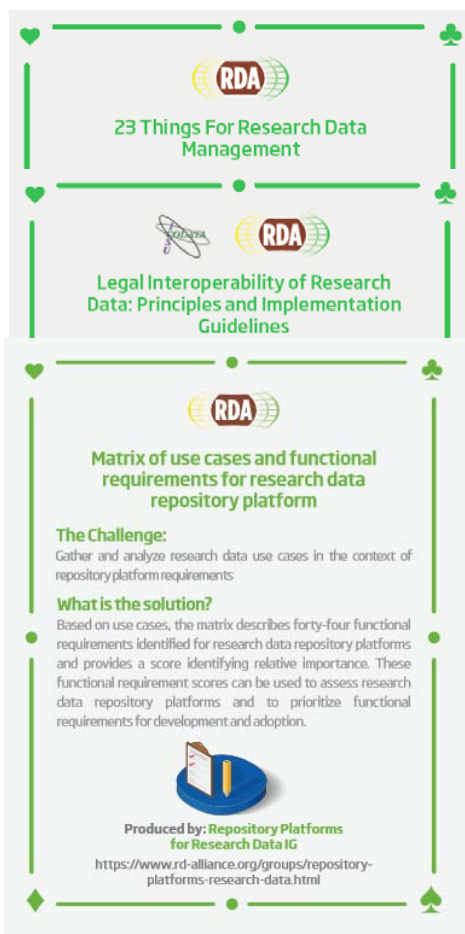 RDA
23 Things For Research Data
Management
RDA
Legal Interoperability of Research
Data: Principles and Implementation
Guidelines
RDA
Matrix of use cases and functional
requirements for research data
repository platform
The Challenge:
Gather and analyze research data use cases in the context of
repository platform requirements
What is the solution?
Based on use cases, the matrix describes forty-four functional
requirements identified for research data repository platforms
and provides a score identifying relative importance. These
functional requirement scores can be used to assess research
data repository platforms and to prioritize functional
requirements for development and adoption.
Produced by: Repository Platforms
for Research Data IG
https://www.rd-alliance.org/groups/repository-
platforms-research-data.html